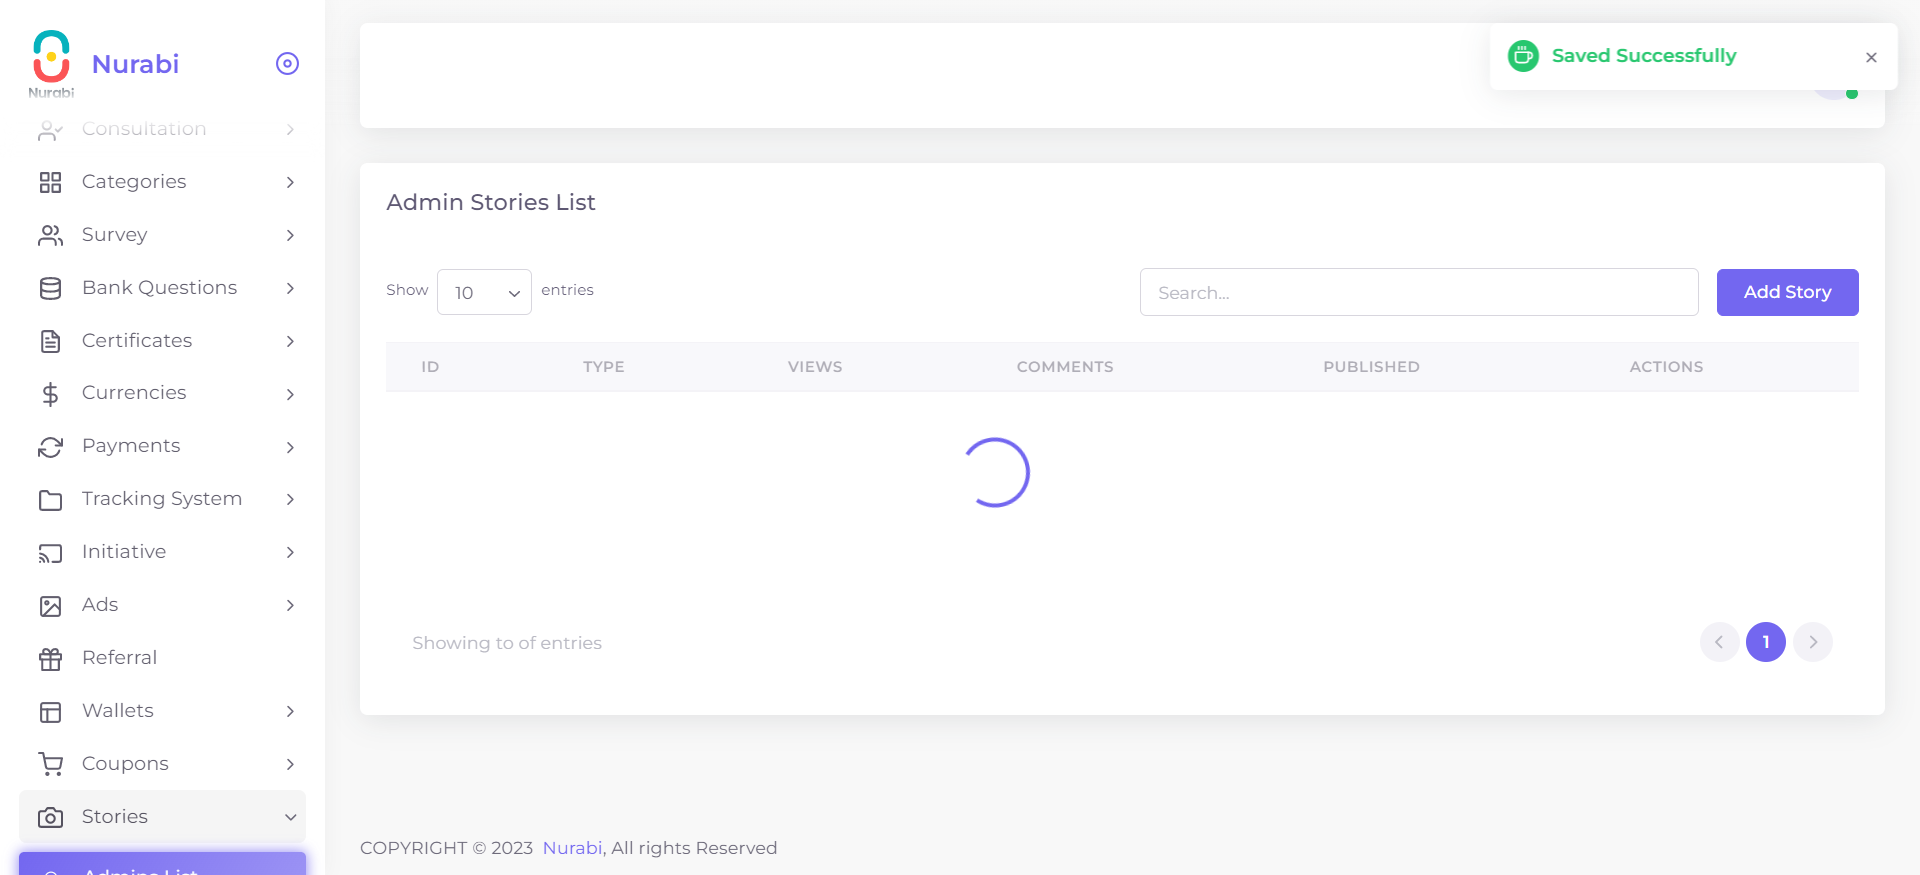 Nurabi
Nurabi
Consultation
Categories
Survey
Bank Questions
Certificates
Currencies
Payments
Tracking System
Initiative
Ads
Referral
Wallets
Coupons
Stories
Admins List
Saved Successfully
Admin Stories List
Show 10 entries
Search...
Add Story
ID TYPE VIEWS COMMENTS PUBLISHED ACTIONS
Showing to of entries
1
COPYRIGHT © 2023 Nurabi, All rights Reserved